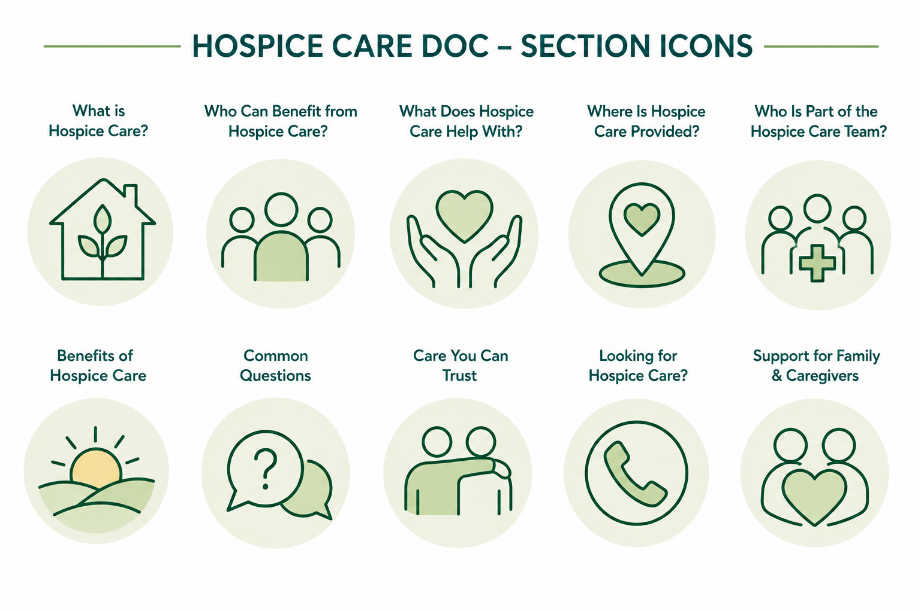 HOSPICE CARE DOC – SECTION ICONS
What is
Hospice Care?
Who Can Benefit from
Hospice Care?
What Does Hospice
Care Help With?
Where Is Hospice
Care Provided?
Who Is Part of the
Hospice Care Team?
Benefits of
Hospice Care
Common
Questions
?
Care You Can
Trust
Looking for
Hospice Care?
Support for Family
& Caregivers